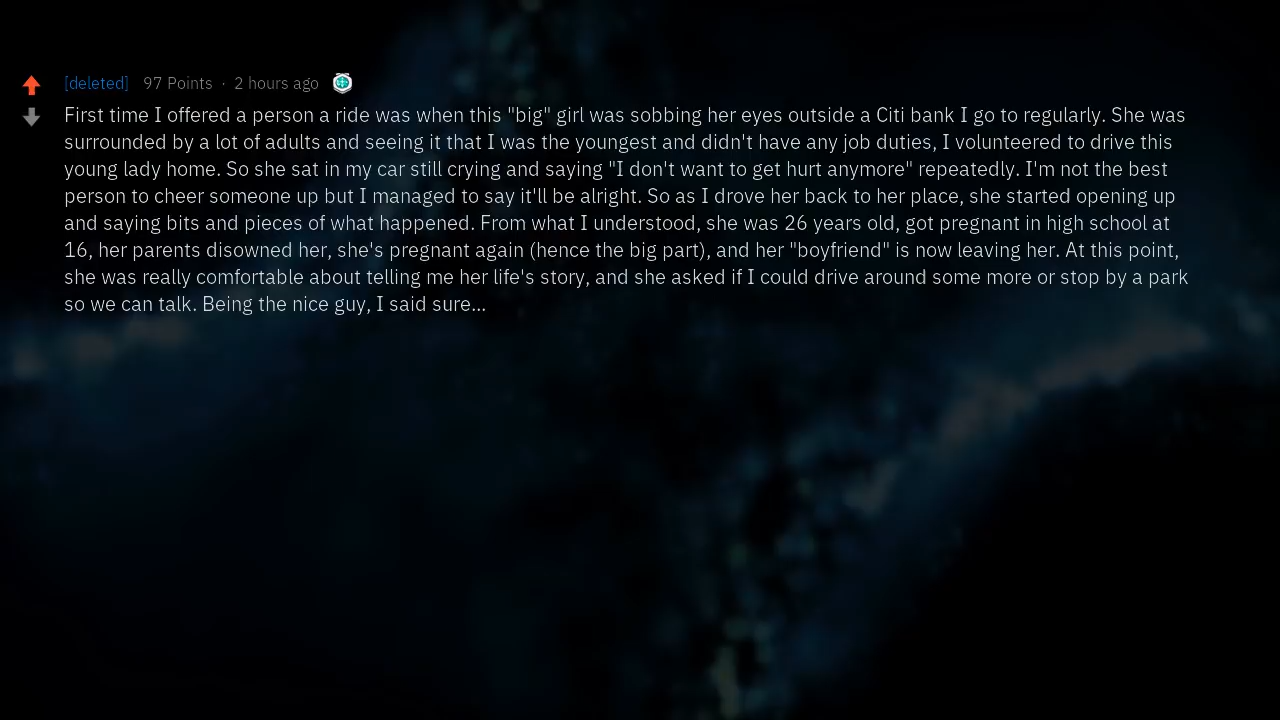 [deleted] 97 Points · 2 hours ago
First time I offered a person a ride was when this "big" girl was sobbing her eyes outside a Citi bank I go to regularly. She was
surrounded by a lot of adults and seeing it that I was the youngest and didn't have any job duties, I volunteered to drive this
young lady home. So she sat in my car still crying and saying "I don't want to get hurt anymore" repeatedly. I'm not the best
person to cheer someone up but I managed to say it'll be alright. So as I drove her back to her place, she started opening up
and saying bits and pieces of what happened. From what I understood, she was 26 years old, got pregnant in high school at
16, her parents disowned her, she's pregnant again (hence the big part), and her "boyfriend" is now leaving her. At this point,
she was really comfortable about telling me her life's story, and she asked if I could drive around some more or stop by a park
so we can talk. Being the nice guy, I said sure...